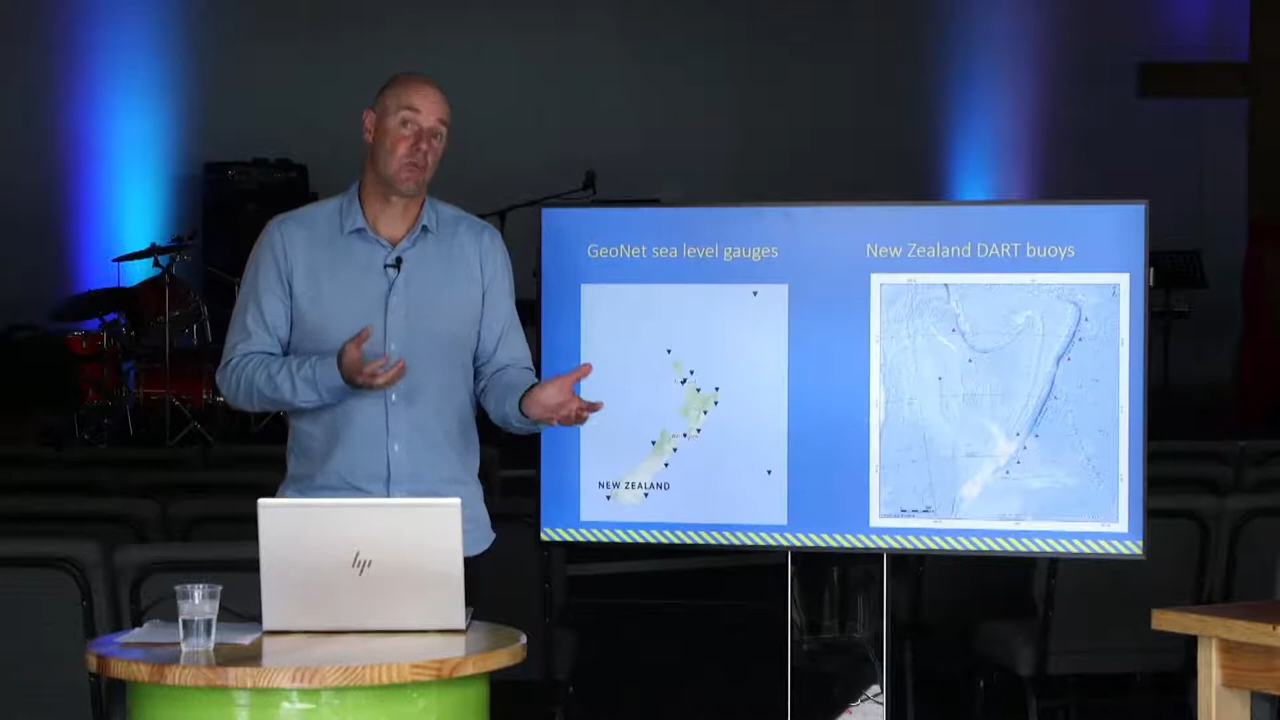 GeoNet sea level gauges
New Zealand DART buoys
NEW ZEALAND
hp